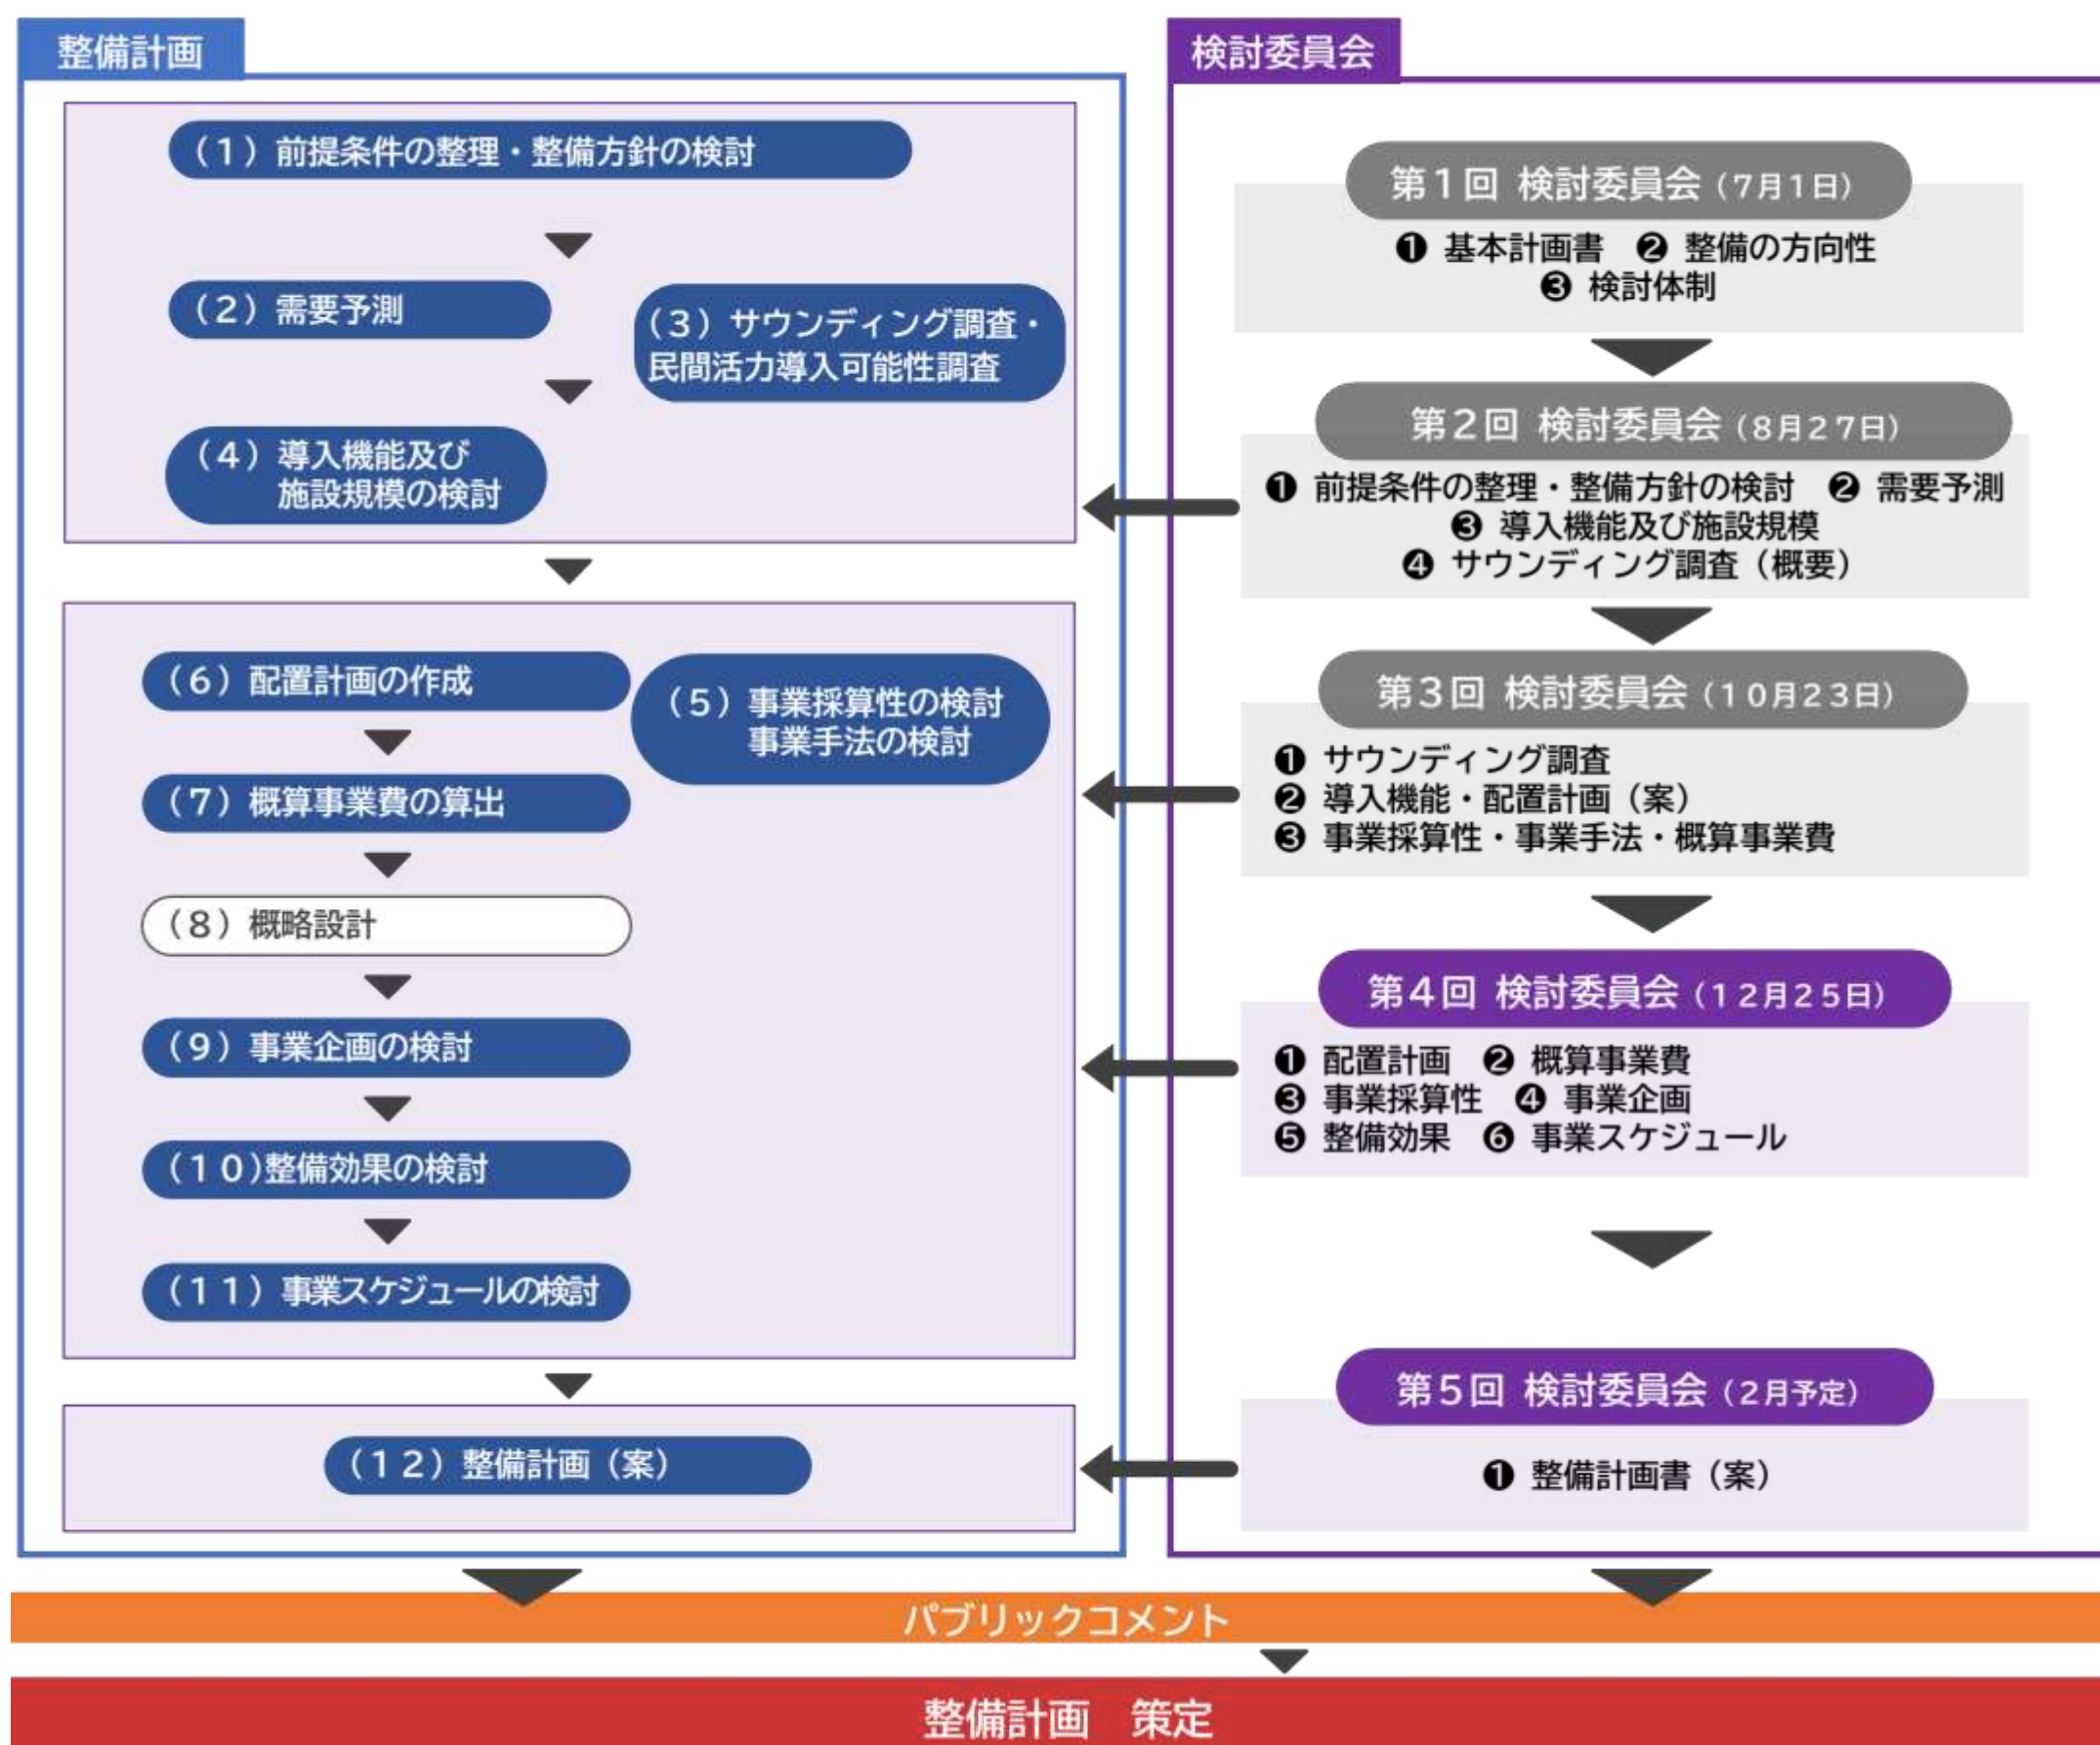 整備計画
(1)前提条件の整理・整備方針の検討
(2)需要予測
(3)サウンディング調査・
民間活力導入可能性調査
(4)導入機能及び
施設規模の検討
(6)配置計画の作成
(5)事業採算性の検討
事業手法の検討
(7)概算事業費の算出
(8)概略設計
(9)事業企画の検討
(10)整備効果の検討
(11)事業スケジュールの検討
(12)整備計画(案)
検討委員会
第1回 検討委員会(7月1日)
❶ 基本計画書 ❷ 整備の方向性
❸ 検討体制
第2回 検討委員会(8月27日)
❶ 前提条件の整理・整備方針の検討 ❷ 需要予測
❸ 導入機能及び施設規模
❹ サウンディング調査(概要)
第3回 検討委員会(10月23日)
❶ サウンディング調査
❷ 導入機能・配置計画(案)
❸ 事業採算性・事業手法・概算事業費
第4回 検討委員会(12月25日)
❶ 配置計画 ❷ 概算事業費
❸ 事業採算性 ❹ 事業企画
❺ 整備効果 ❻ 事業スケジュール
第5回 検討委員会(2月予定)
❶ 整備計画書(案)
パブリックコメント
整備計画 策定